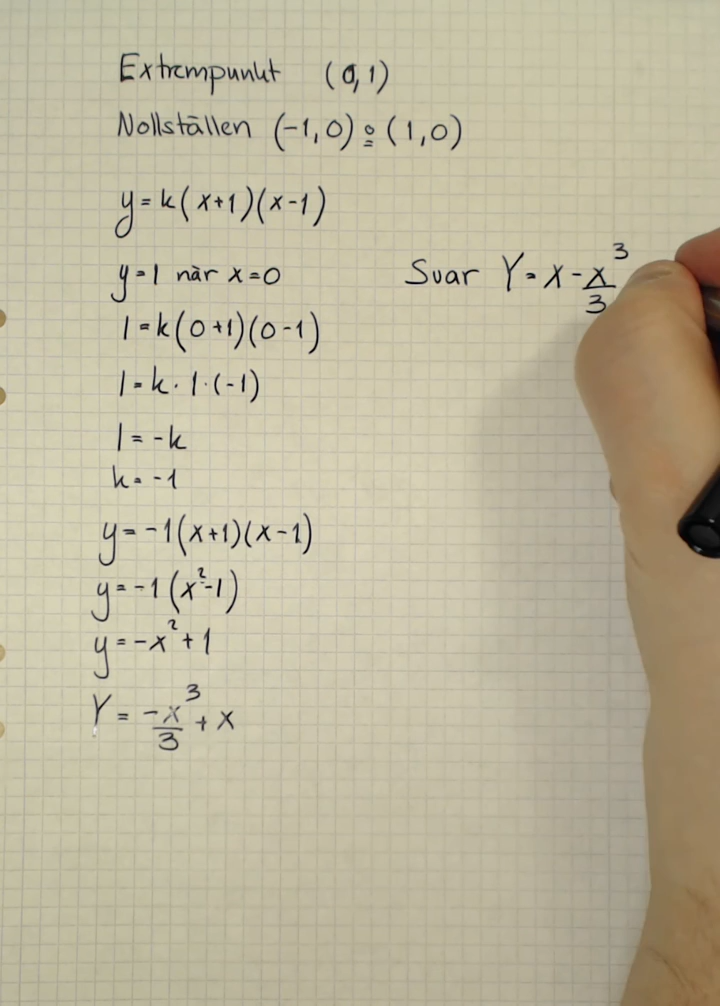 Extrempunkt (0,1)
Nollställen (-1,0) & (1,0)
y=k(x+1)(x-1)
y=1 när x=0
Svar Y=x-x³/3
1=k(0+1)(0-1)
1=k·1·(-1)
1=-k
k=-1
y=-1(x+1)(x-1)
y=-1(x²-1)
y=-x²+1
Y=-x³/3+x